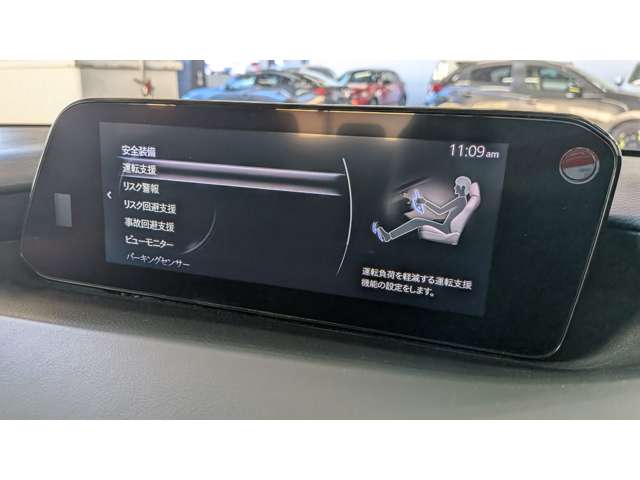 安全装備
11:09 am
運転支援
リスク警報
リスク回避支援
事故回避支援
ビューモニター
パーキングセンサー
運転負荷を軽減する運転支援
機能の設定をします。